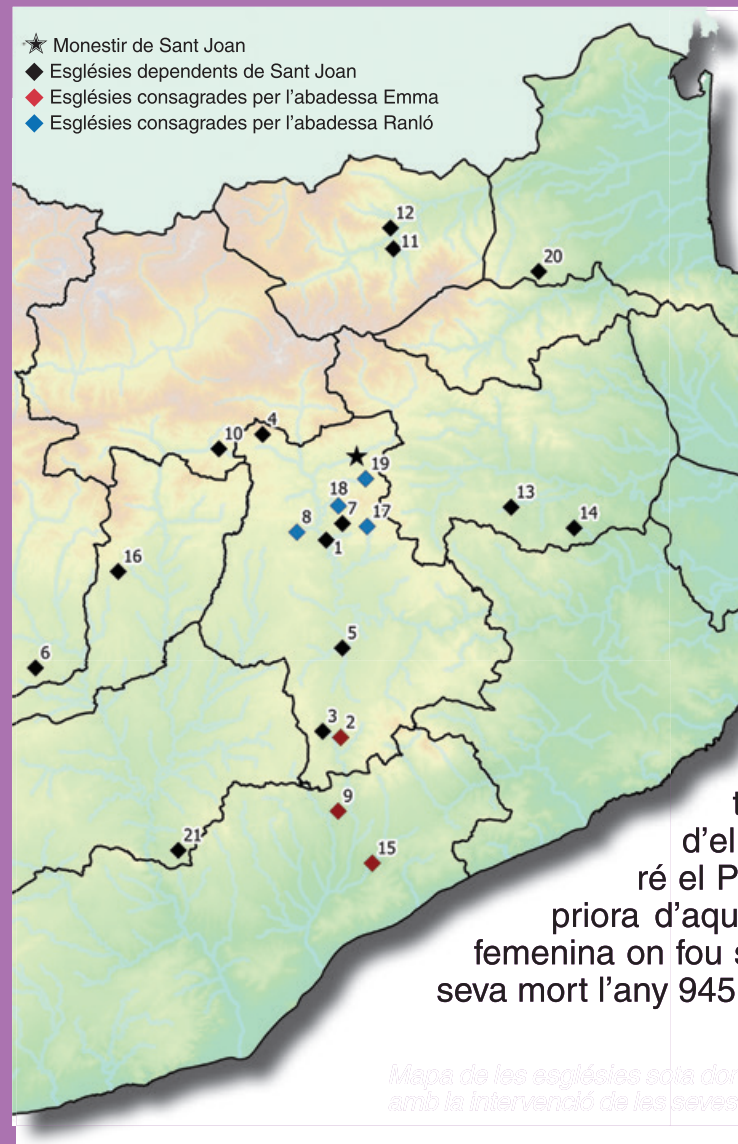 Monestir de Sant Joan
Esglésies dependents de Sant Joan
Esglésies consagrades per l'abadessa Emma
Esglésies consagrades per l'abadessa Ranló
12
11
20
4
10
19
18
7
17
8
1
13
14
16
5
6
3
2
9
15
21
t
d'el
ré el P
priora d'aqu
femenina on fou s
seva mort l'any 945
Mapa de les esglésies sota dor
amb la intervenció de les seves